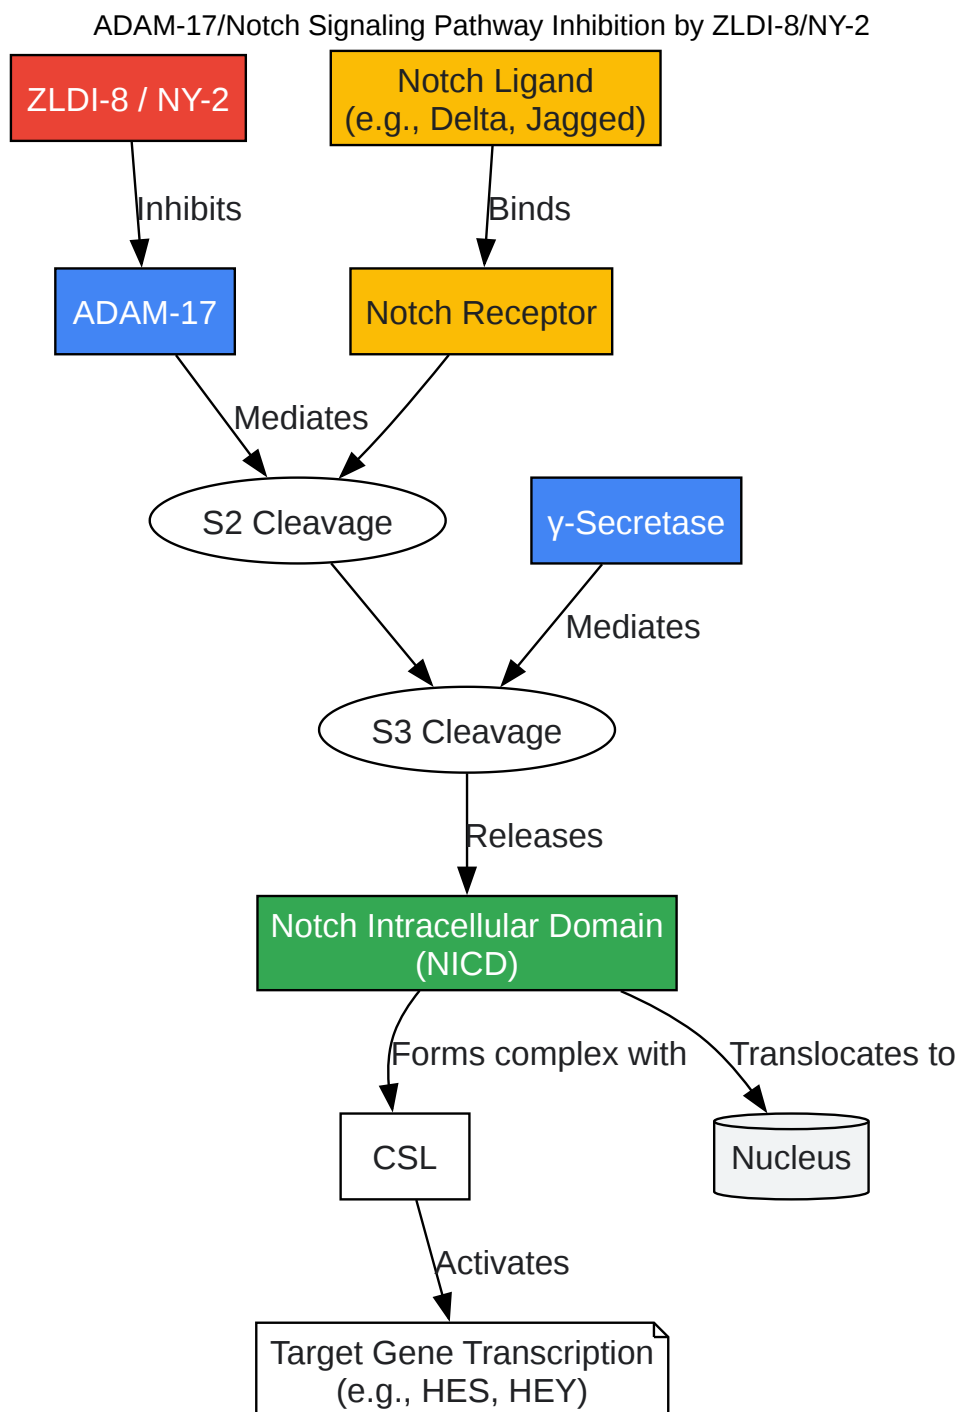 ADAM-17/Notch Signaling Pathway Inhibition by ZLDI-8/NY-2
ZLDI-8 / NY-2
Notch Ligand
(e.g., Delta, Jagged)
Inhibits
Binds
ADAM-17
Notch Receptor
Mediates
S2 Cleavage
γ-Secretase
Mediates
S3 Cleavage
Releases
Notch Intracellular Domain
(NICD)
Forms complex with
Translocates to
CSL
Nucleus
Activates
Target Gene Transcription
(e.g., HES, HEY)